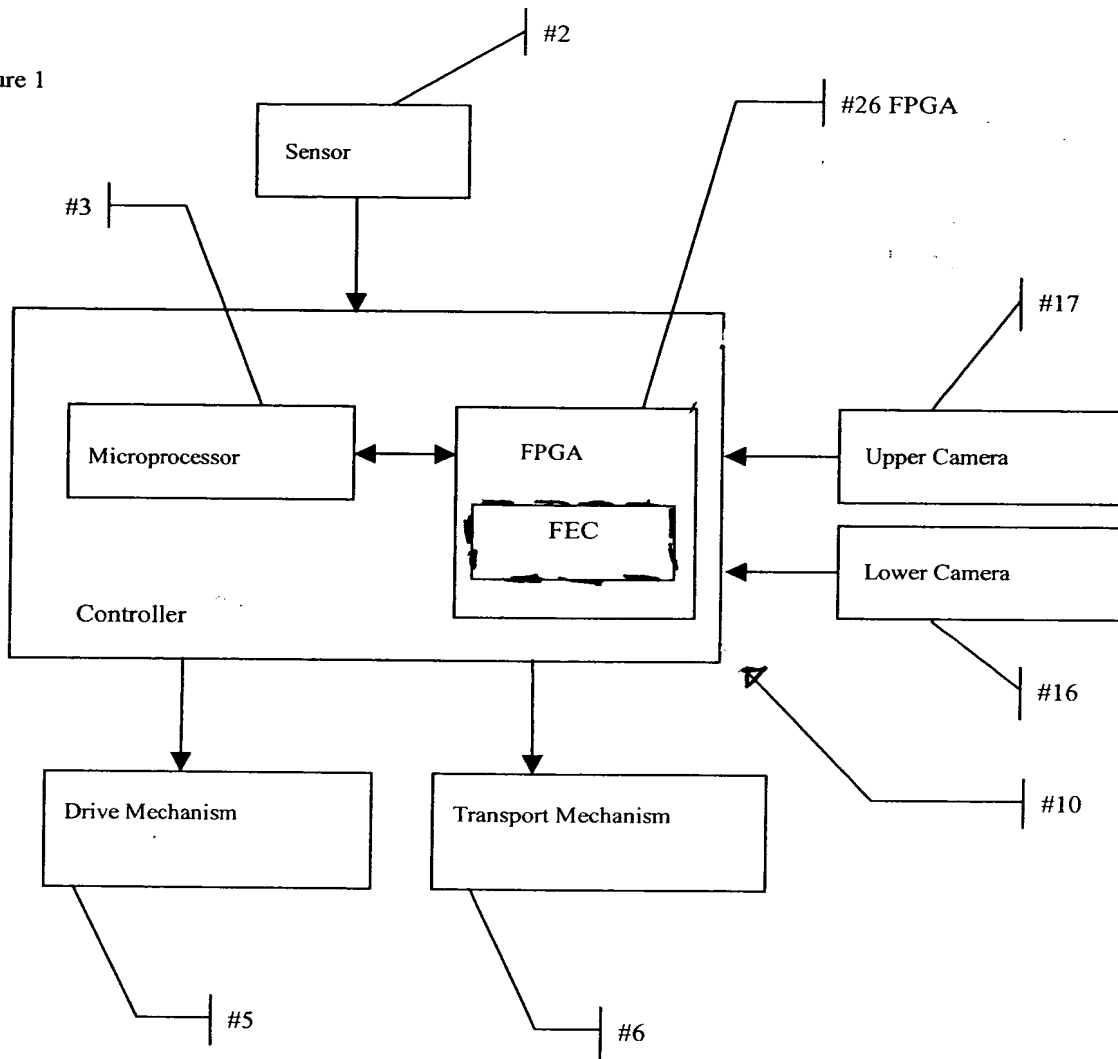 #2
ure 1
#26 FPGA
Sensor
#3
#17
Microprocessor
FPGA
Upper Camera
FEC
Lower Camera
Controller
#16
#10
Drive Mechanism
Transport Mechanism
#5
#6